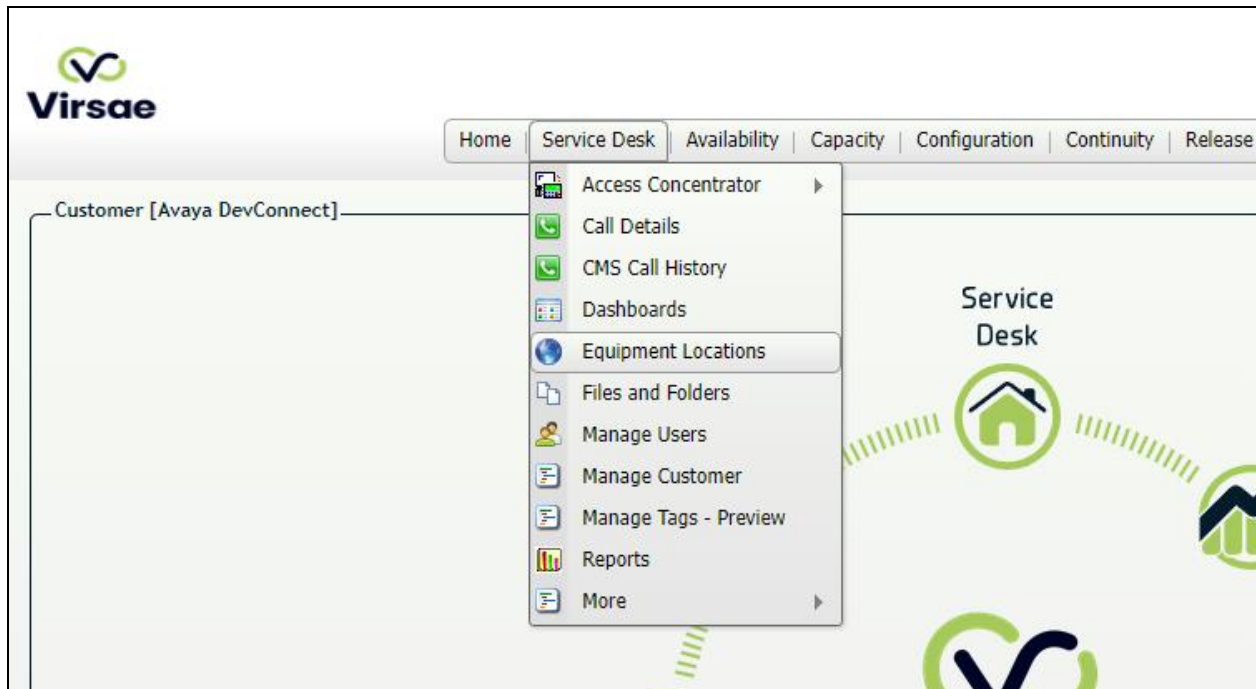 Virsae
Home | Service Desk | Availability | Capacity | Configuration | Continuity | Release
Customer [Avaya DevConnect]
Access Concentrator
Call Details
CMS Call History
Dashboards
Equipment Locations
Files and Folders
Manage Users
Manage Customer
Manage Tags - Preview
Reports
More
Service
Desk